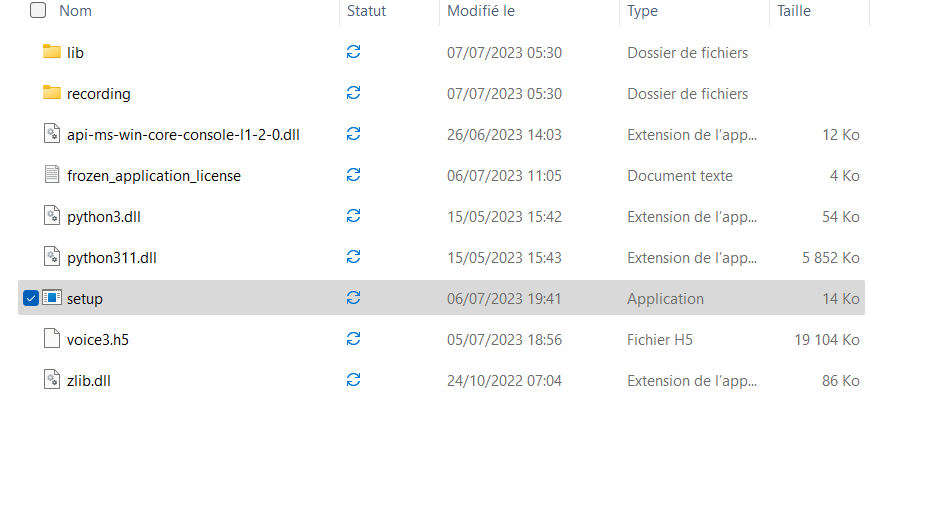 Nom Statut Modifié le Type Taille
lib 07/07/2023 05:30 Dossier de fichiers
recording 07/07/2023 05:30 Dossier de fichiers
api-ms-win-core-console-l1-2-0.dll 26/06/2023 14:03 Extension de l'app... 12 Ko
frozen_application_license 06/07/2023 11:05 Document texte 4 Ko
python3.dll 15/05/2023 15:42 Extension de l'app... 54 Ko
python311.dll 15/05/2023 15:43 Extension de l'app... 5 852 Ko
setup 06/07/2023 19:41 Application 14 Ko
voice3.h5 05/07/2023 18:56 Fichier H5 19 104 Ko
zlib.dll 24/10/2022 07:04 Extension de l'app... 86 Ko